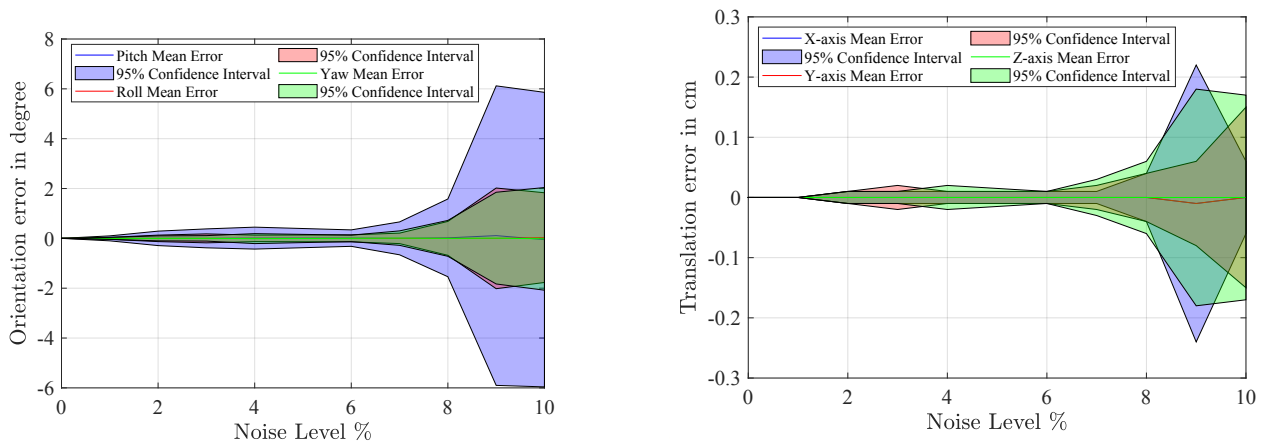 8
6
4
2
0
-2
-4
-6
Orientation error in degree
Pitch Mean Error
95% Confidence Interval
Roll Mean Error
95% Confidence Interval
Yaw Mean Error
95% Confidence Interval
0 2 4 6 8 10
Noise Level %
0.3
0.2
0.1
0
-0.1
-0.2
-0.3
Translation error in cm
X-axis Mean Error
95% Confidence Interval
Y-axis Mean Error
95% Confidence Interval
Z-axis Mean Error
95% Confidence Interval
0 2 4 6 8 10
Noise Level %